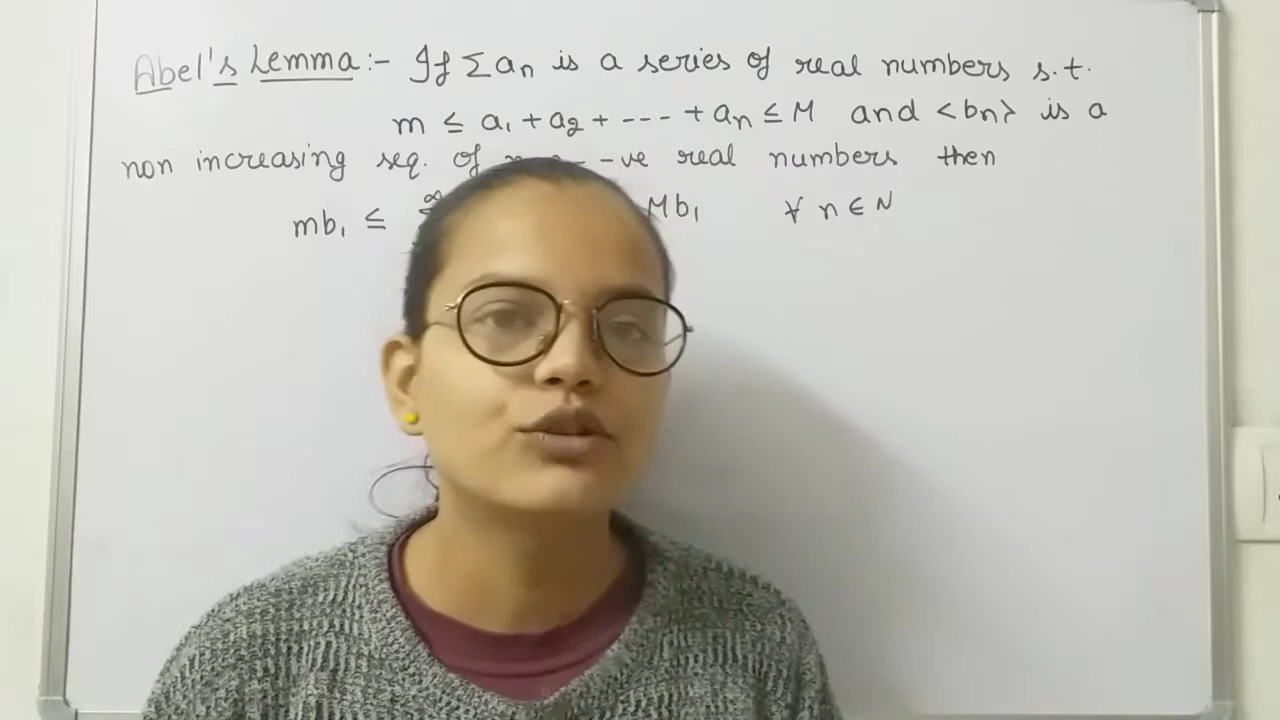 Abel's Lemma :- If Σ aₙ is a series of real numbers s.t.
m ≤ a₁ + a₂ + --- + aₙ ≤ M and <bₙ> is a
non increasing seq. of -ve real numbers then
mb₁ ≤ Mb₁ ∀ n ∈ N